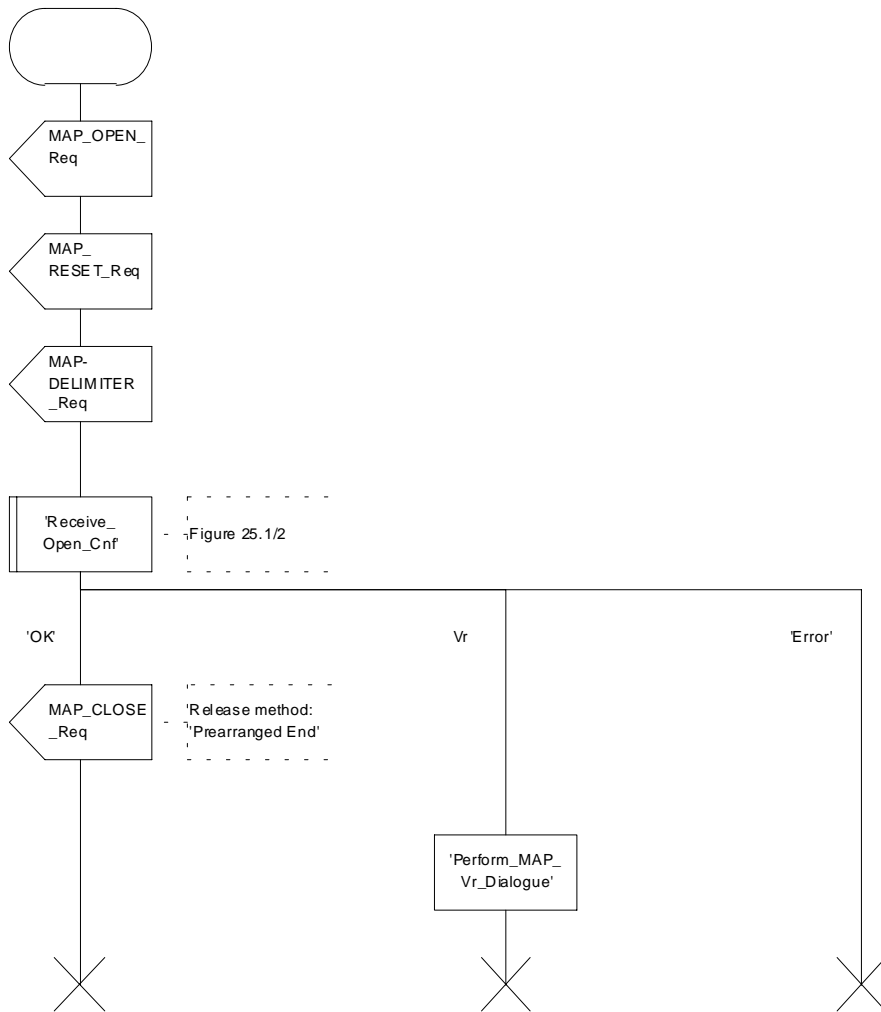 MAP_OPEN_
Req
MAP_
RESET_Req
MAP-
DELIMITER
_Req
'Receive_
Open_Cnf'
Figure 25.1/2
'OK'
Vr
'Error'
MAP_CLOSE
_Req
Release method:
'Prearranged End'
'Perform_MAP_
Vr_Dialogue'